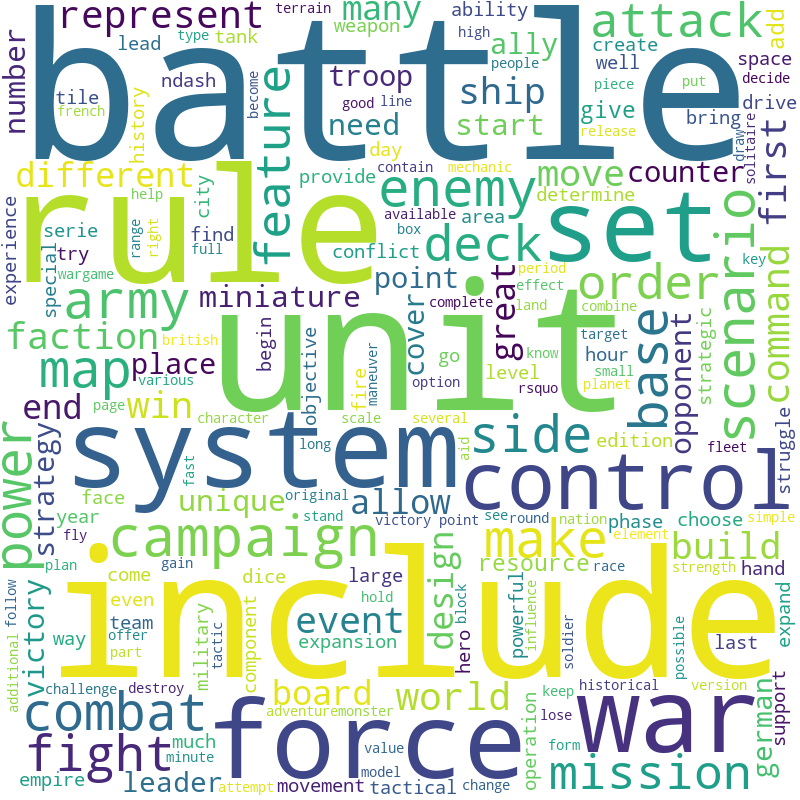 represent
many
lead
tank
type
terrain
weapon
ability
high
people
attack
create
well
add
space
decide
number
battle
ndash
tile
french
history
become
troop
good
line
need
ally
ship
start
give
piece
put
drive
bring
release
draw
solitaire
day
contain
mechanic
different
feature
rule
provide
enemy
move
counter
determine
first
help
city
available
area
set
experience
serie
try
wargame
special
range
right
find
full
box
conflict
deck
scenario
key
army
miniature
point
period
effect
complete
land
combine
order
command
unit
great
faction
map
place
british
various
begin
objective
cover
go
know
target
hour
small
planet
base
opponent
strategic
option
fire
maneuver
level
rsquo
end
page
win
character
scale
several
edition
fleet
struggle
power
strategy
system
long
aid
side
control
face
unique
fast
original
allow
year
fly
stand
victory point
see
round
nation
phase
choose
simple
element
campaign
make
build
plan
gain
include
come
even
dice
large
hold
resource
race
strength
hand
follow
victory
team
offer
part
way
event
expansion
design
block
hero
powerful
influence
soldier
possible
last
expand
additional
military
tactic
component
challenge
destroy
adventuremonster
board
world
keep
historical
version
support
combat
force
lose
war
german
operation
form
fight
much
minute
value
model
mission
empire
leader
attempt
movement
tactical
change